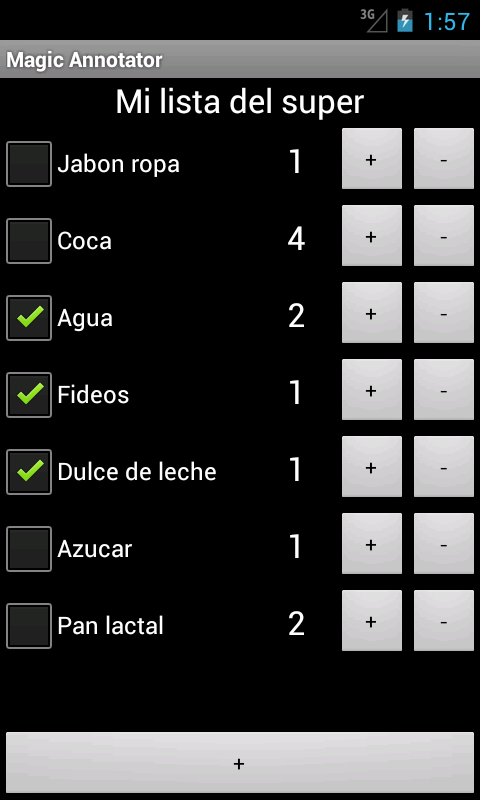 3G 1:57
Magic Annotator
Mi lista del super
Jabon ropa 1 + -
Coca 4 + -
Agua 2 + -
Fideos 1 + -
Dulce de leche 1 + -
Azucar 1 + -
Pan lactal 2 + -
+